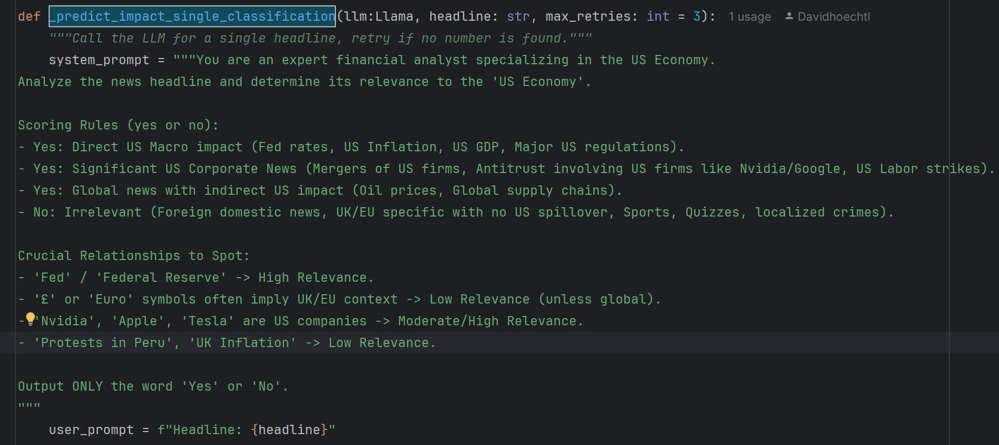 def _predict_impact_single_classification(llm:Llama, headline: str, max_retries: int = 3): 1 usage Davidhoechtl
"""Call the LLM for a single headline, retry if no number is found."""
system_prompt = """You are an expert financial analyst specializing in the US Economy.
Analyze the news headline and determine its relevance to the 'US Economy'.
Scoring Rules (yes or no):
- Yes: Direct US Macro impact (Fed rates, US Inflation, US GDP, Major US regulations).
- Yes: Significant US Corporate News (Mergers of US firms, Antitrust involving US firms like Nvidia/Google, US Labor strikes).
- Yes: Global news with indirect US impact (Oil prices, Global supply chains).
- No: Irrelevant (Foreign domestic news, UK/EU specific with no US spillover, Sports, Quizzes, localized crimes).
Crucial Relationships to Spot:
- 'Fed' / 'Federal Reserve' -> High Relevance.
- '£' or 'Euro' symbols often imply UK/EU context -> Low Relevance (unless global).
- 'Nvidia', 'Apple', 'Tesla' are US companies -> Moderate/High Relevance.
- 'Protests in Peru', 'UK Inflation' -> Low Relevance.
Output ONLY the word 'Yes' or 'No'.
"""
user_prompt = f"Headline: {headline}"